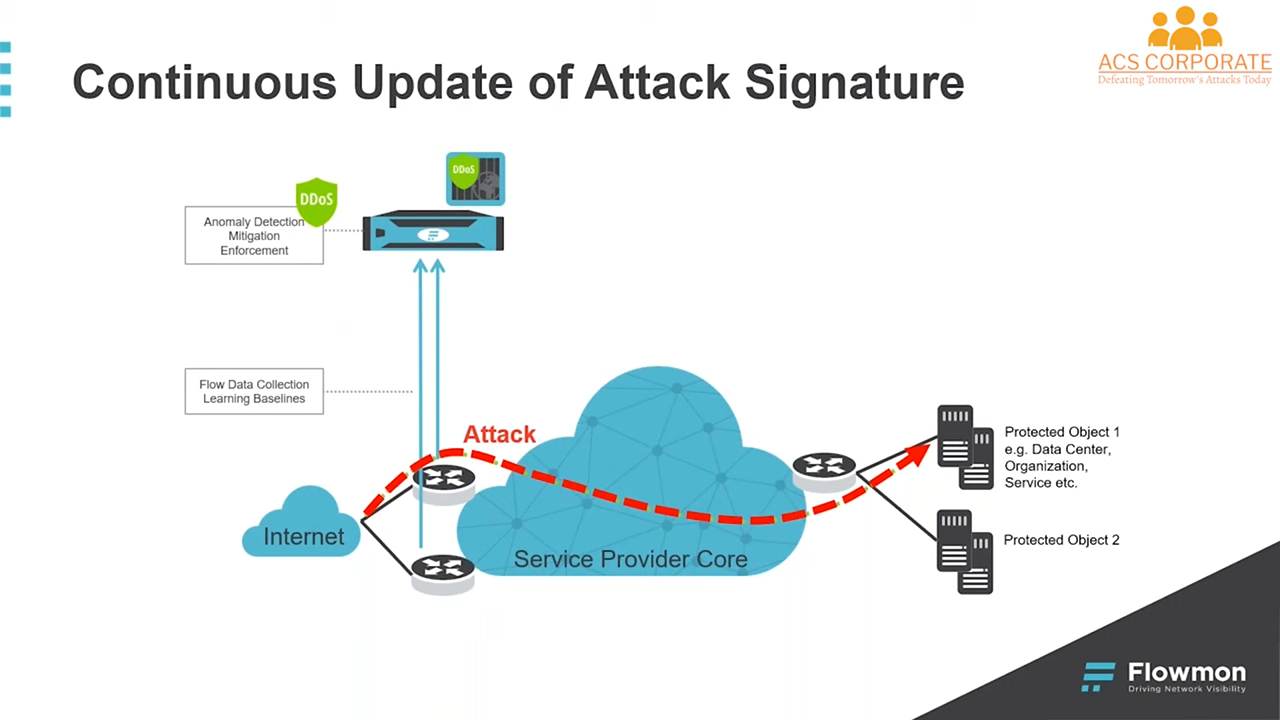 ACS CORPORATE
Defeating Tomorrow's Attacks Today
Continuous Update of Attack Signature
DDoS
DDoS
Anomaly Detection
Mitigation
Enforcement
Flow Data Collection
Learning Baselines
Attack
Internet
Service Provider Core
Protected Object 1
e.g. Data Center,
Organization,
Service etc.
Protected Object 2
Flowmon
Driving Network Visibility